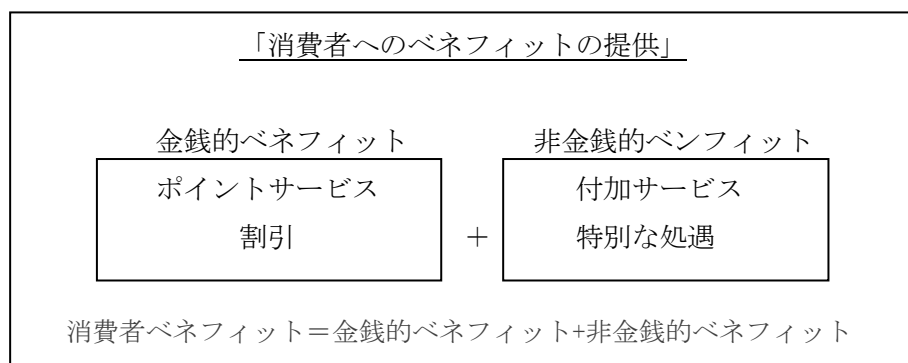 「消費者へのベネフィットの提供」
金銭的ベネフィット
ポイントサービス
割引
+
非金銭的ベンフィット
付加サービス
特別な処遇
消費者ベネフィット＝金銭的ベネフィット+非金銭的ベネフィット